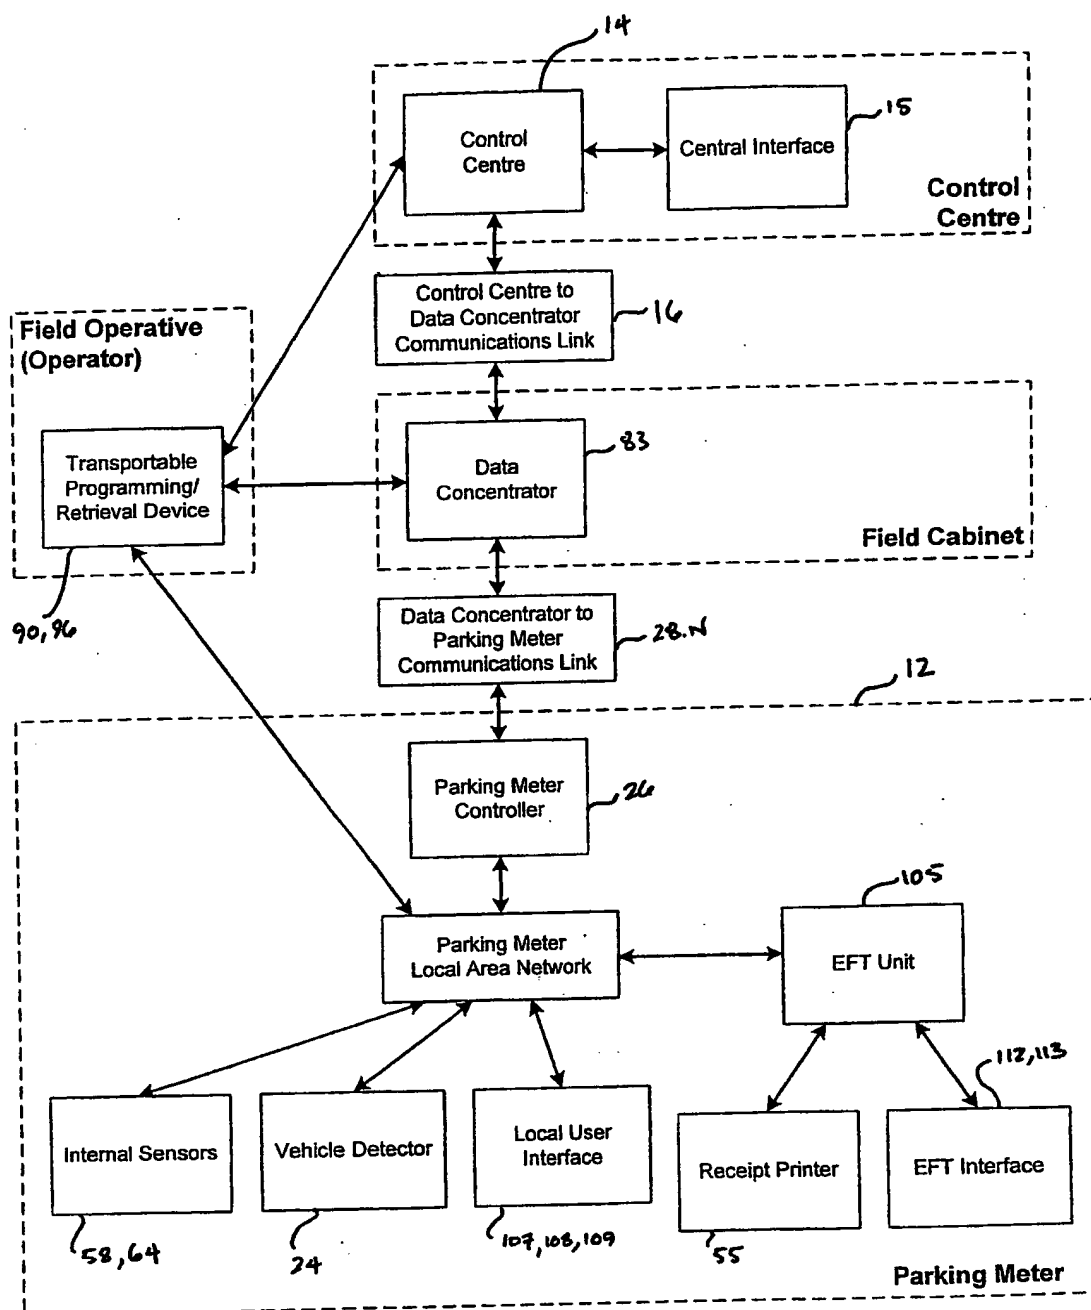 14
Control
Centre
Central Interface
15
Control
Centre
Control Centre to
Data Concentrator
Communications Link
16
Field Operative
(Operator)
Transportable
Programming/
Retrieval Device
90,96
Data
Concentrator
83
Field Cabinet
Data Concentrator to
Parking Meter
Communications Link
28.N
12
Parking Meter
Controller
26
Parking Meter
Local Area Network
105
EFT Unit
112,113
Internal Sensors
58,64
Vehicle Detector
24
Local User
Interface
107,108,109
Receipt Printer
55
EFT Interface
Parking Meter